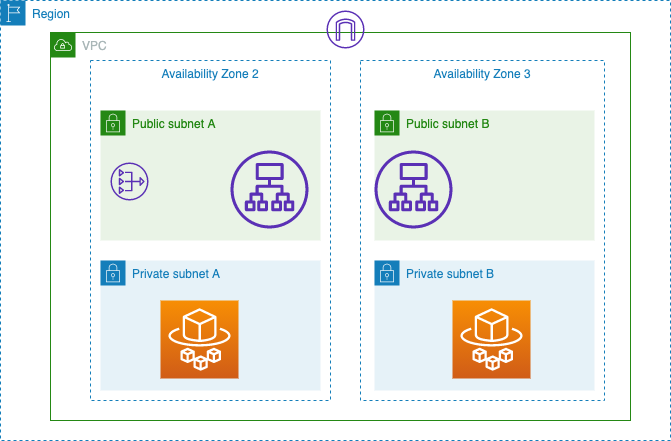 Region
VPC
Availability Zone 2
Availability Zone 3
Public subnet A
Public subnet B
Private subnet A
Private subnet B